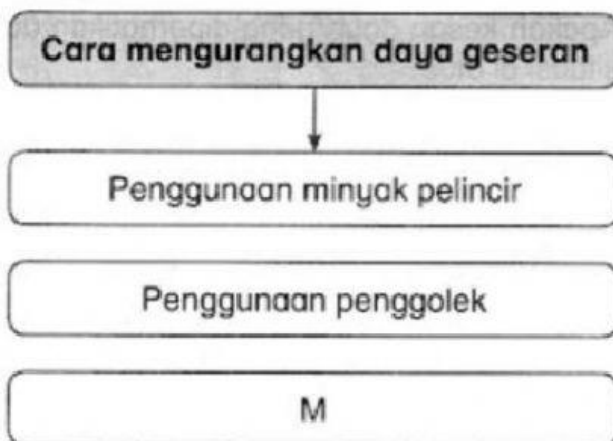 Cara mengurangkan daya geseran
Penggunaan minyak pelincir
Penggunaan penggolek
M